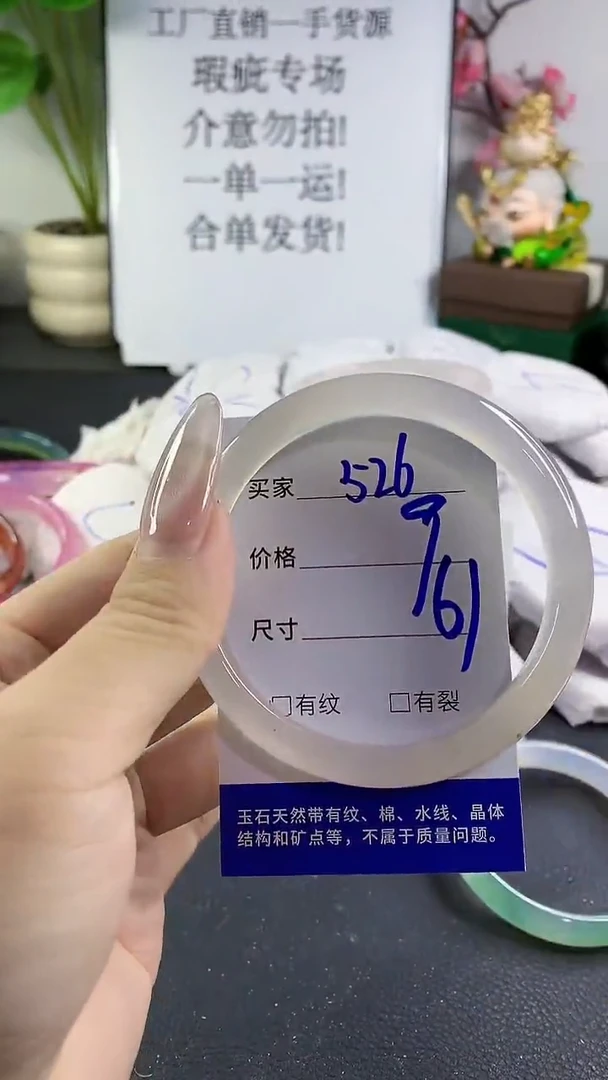 工厂直销一手货源
瑕疵专场
介意勿拍!
一单一运!
合单发货!
买家 526
价格
尺寸 61
□有纹 □有裂
玉石天然带有纹、棉、水线、晶体
结构和矿点等，不属于质量问题。